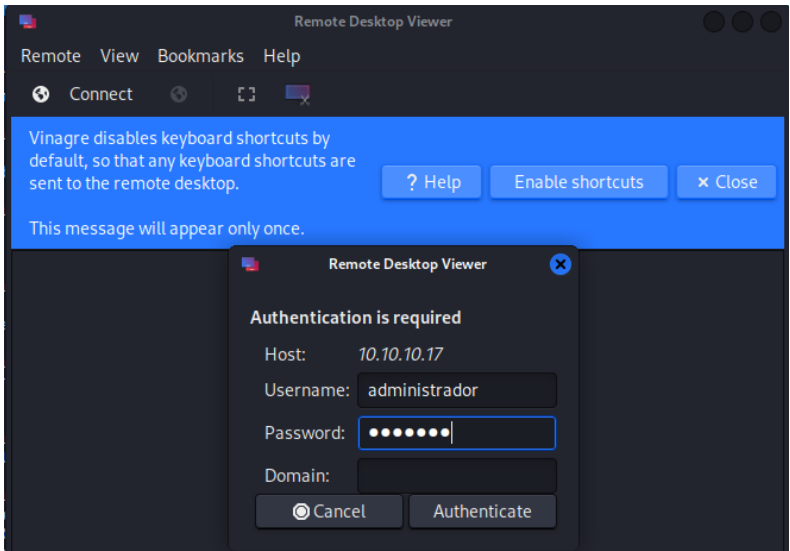 Remote Desktop Viewer
Remote View Bookmarks Help
Connect
Vinagre disables keyboard shortcuts by
default, so that any keyboard shortcuts are
sent to the remote desktop.
? Help Enable shortcuts × Close
This message will appear only once.
Remote Desktop Viewer
Authentication is required
Host: 10.10.10.17
Username: administrador
Password: ●●●●●●●
Domain:
Cancel Authenticate